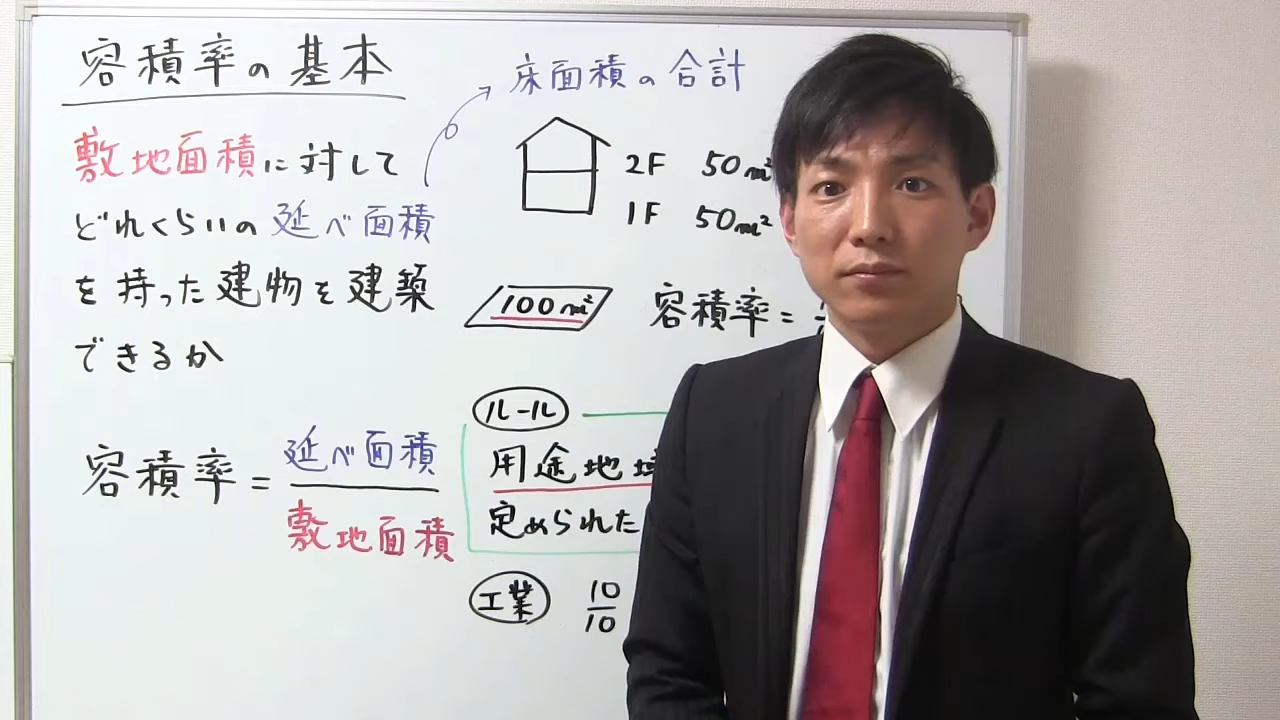 容積率の基本
敷地面積に対して
どれくらいの延べ面積
を持った建物を建築
できるか
容積率=延べ面積
敷地面積
床面積の合計
2F 50m²
1F 50m²
100m²
容積率=
ルール
用途地域
定められた
工業 10
10